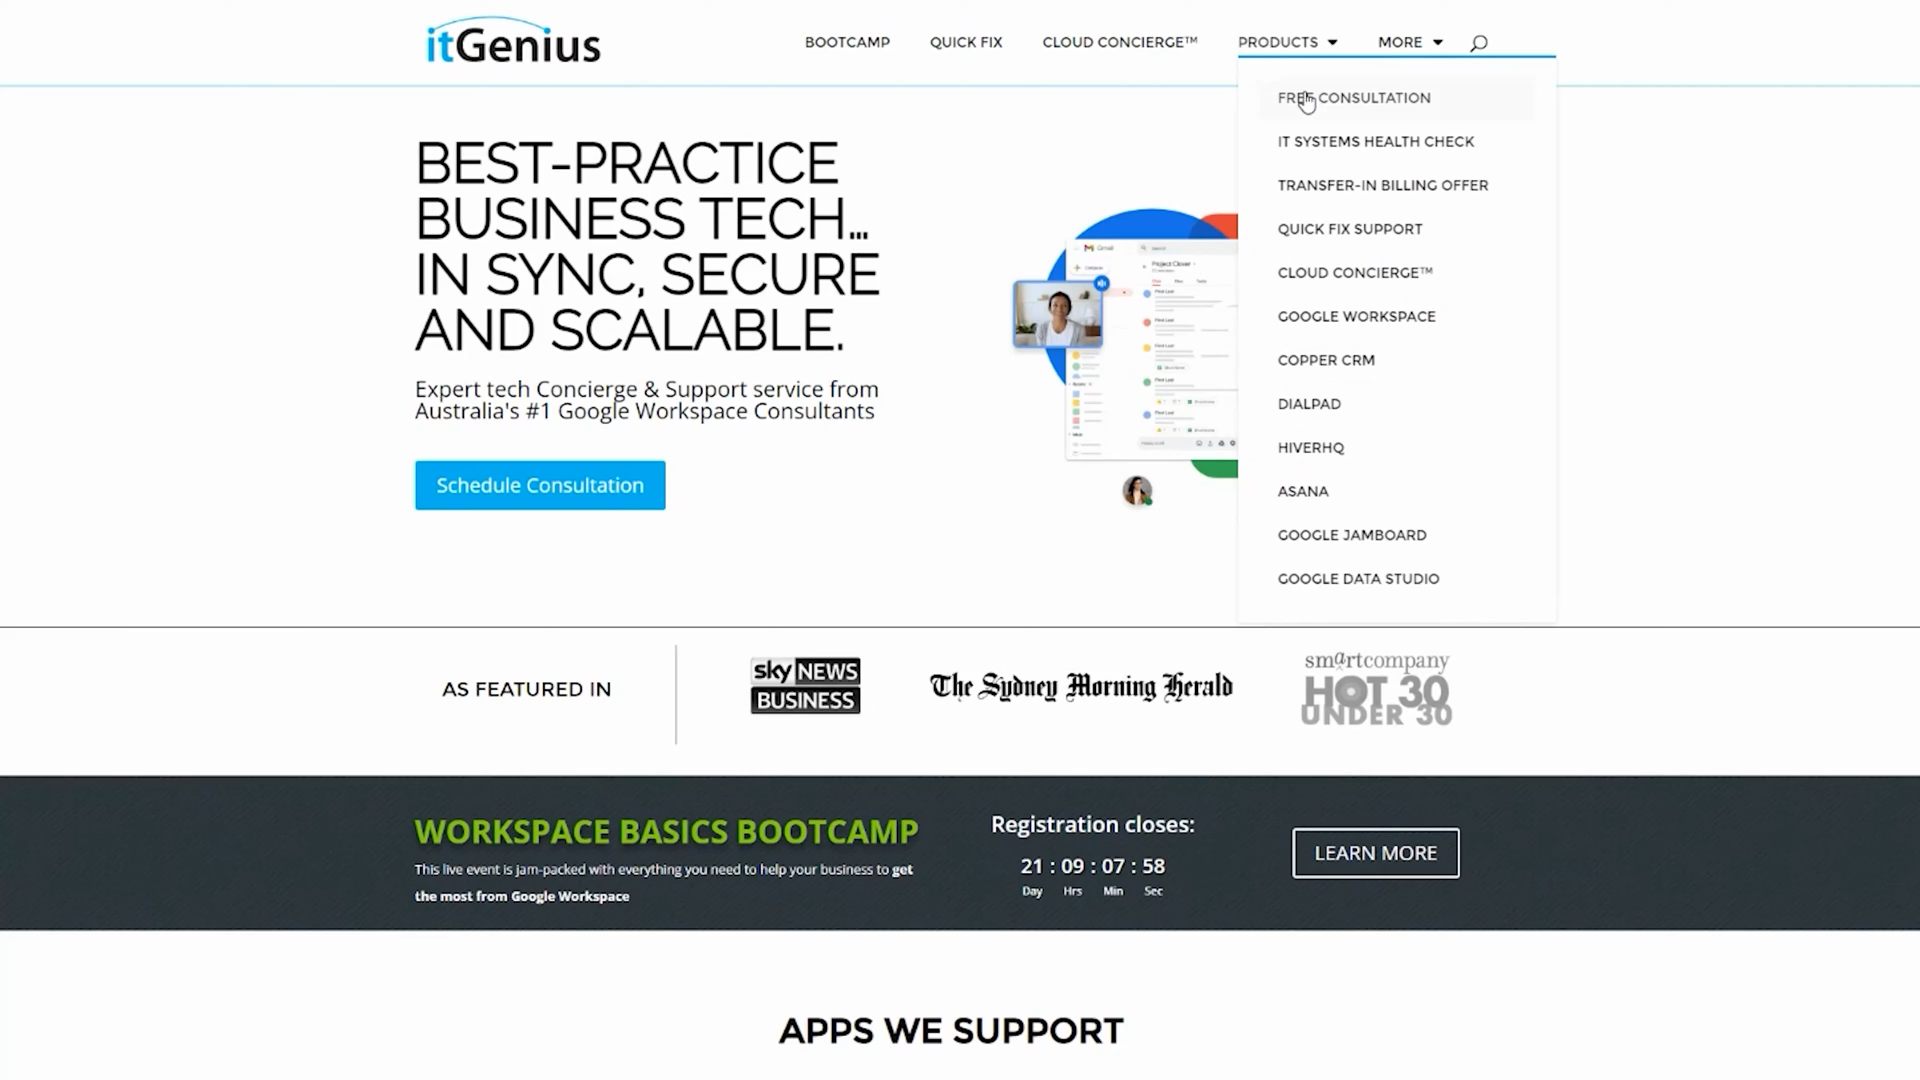 itGenius
BOOTCAMP
QUICK FIX
CLOUD CONCIERGE™
PRODUCTS
MORE
FREE CONSULTATION
IT SYSTEMS HEALTH CHECK
TRANSFER-IN BILLING OFFER
QUICK FIX SUPPORT
CLOUD CONCIERGE™
GOOGLE WORKSPACE
COPPER CRM
DIALPAD
HIVERHQ
ASANA
GOOGLE JAMBOARD
GOOGLE DATA STUDIO
BEST-PRACTICE
BUSINESS TECH...
IN SYNC, SECURE
AND SCALABLE.
Expert tech Concierge & Support service from
Australia's #1 Google Workspace Consultants
Schedule Consultation
Gmail
Project Clover
AS FEATURED IN
sky NEWS
BUSINESS
The Sydney Morning Herald
smartcompany
HOT 30
UNDER 30
WORKSPACE BASICS BOOTCAMP
This live event is jam-packed with everything you need to help your business to get
the most from Google Workspace
Registration closes:
21 : 09 : 07 : 58
Day Hrs Min Sec
LEARN MORE
APPS WE SUPPORT